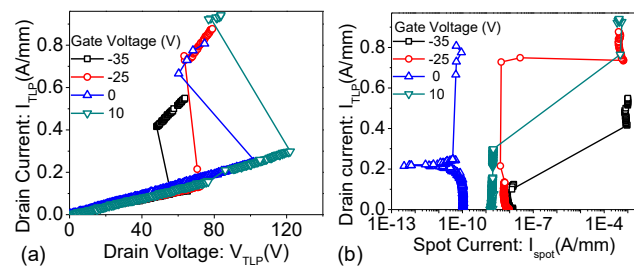 Drain Current: I_TLP(A/mm)
0.8
0.6
0.4
0.2
0.0
Gate Voltage (V)
-35
-25
0
10
0
40
80
120
(a)
Drain Voltage: V_TLP(V)
Drain current: I_TLP(A/mm)
0.8
0.6
0.4
0.2
0.0
Gate Voltage (V)
-35
-25
0
10
1E-13
1E-10
1E-7
1E-4
(b)
Spot Current: I_spot(A/mm)